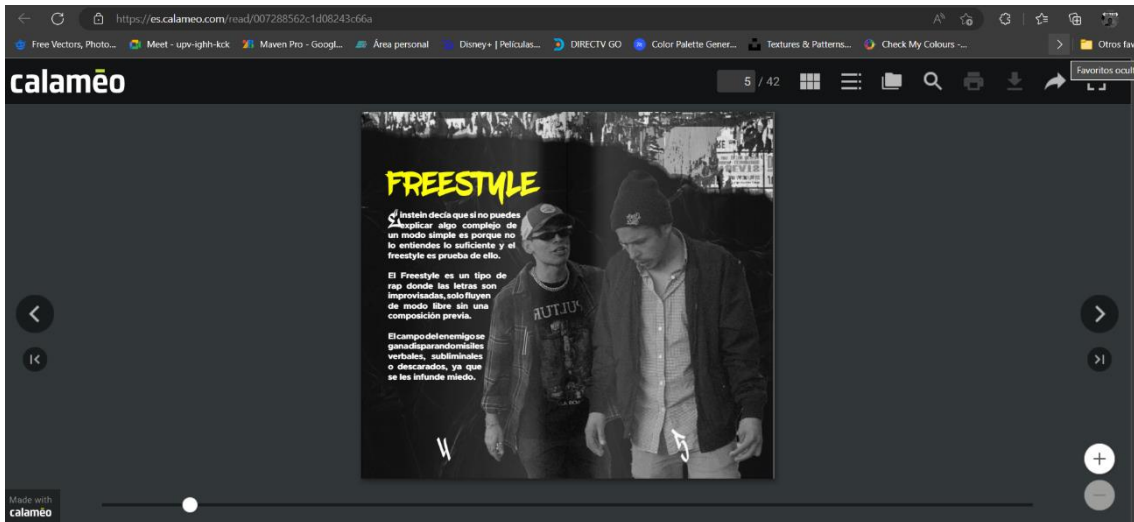 https://es.calameo.com/read/007288562c1d08243c66a
Free Vectors, Photo...
Meet - upv-ighh-kck
Maven Pro - Googl...
Área personal
Disney+ | Películas...
DIRECTV GO
Color Palette Gener...
Textures & Patterns...
Check My Colours -...
Otros fav
Favoritos ocult
calamēo
5 / 42
FREESTYLE
Einstein decía que si no puedes
explicar algo complejo de
un modo simple es porque no
lo entiendes lo suficiente y el
freestyle es prueba de ello.
El Freestyle es un tipo de
rap donde las letras son
improvisadas, solo fluyen
de modo libre sin una
composición previa.
El campo del enemigo se
gana disparando misiles
verbales, subliminales
o descarados, ya que
se les infunde miedo.
4
5
Made with
calamēo